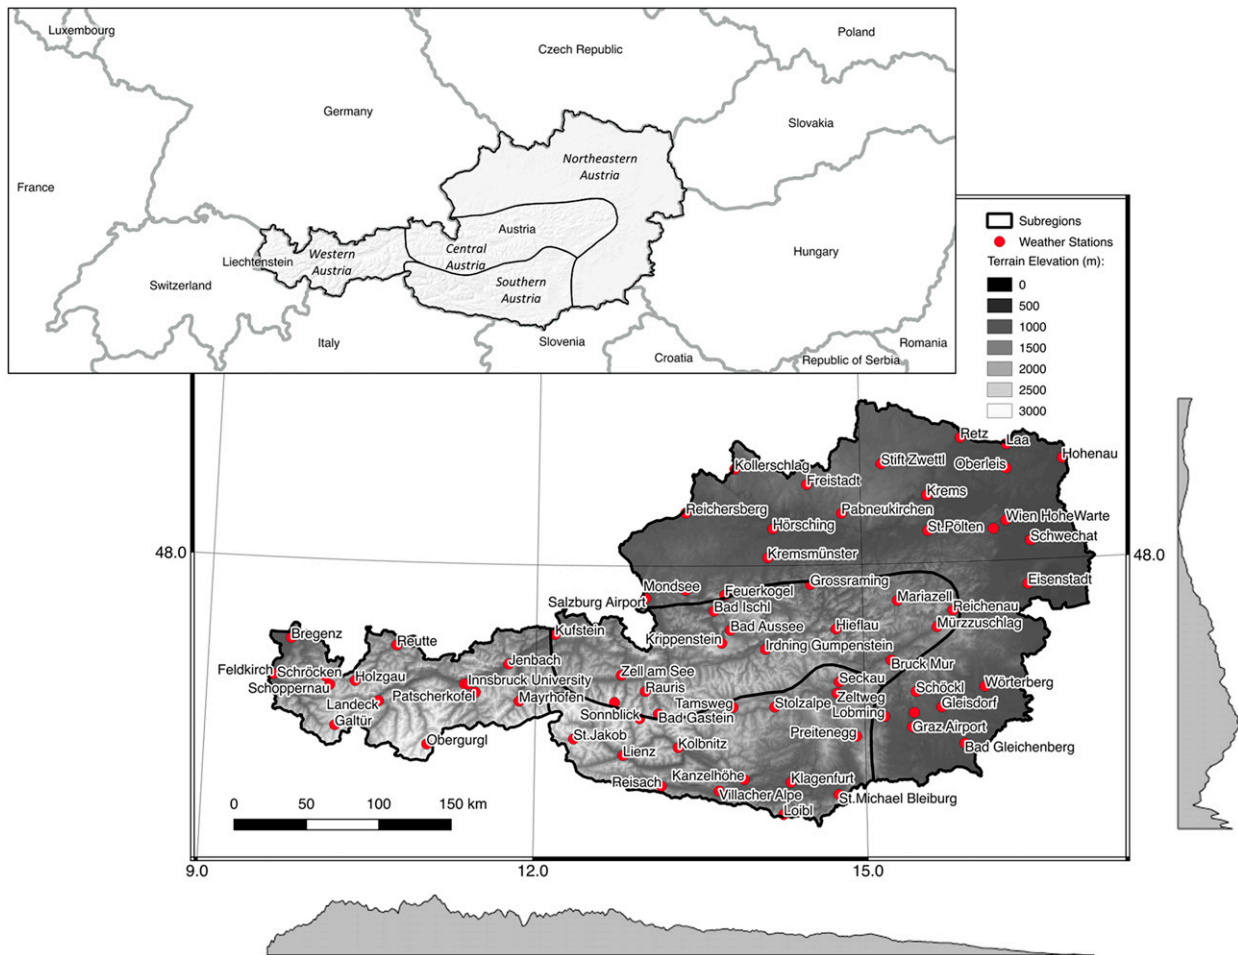 Luxembourg
Poland
Czech Republic
Germany
Slovakia
Northeastern
Austria
France
Austria
Western
Austria
Central
Austria
Liechtenstein
Switzerland
Southern
Austria
Hungary
Italy
Slovenia
Croatia
Romania
Republic of Serbia
Subregions
Weather Stations
Terrain Elevation (m):
0
500
1000
1500
2000
2500
3000
Retz
Laa
Hohenau
Kollerschlag
Stift Zwettl
Oberleis
Freistadt
Krems
Reichersberg
Pabneukirchen
Wien HoheWarte
Hörsching
St.Pölten
Schwechat
48.0
48.0
Kremsmünster
Eisenstadt
Mondsee
Feuerkogel
Grossraming
Salzburg Airport
Bad Ischl
Mariazell
Reichenau
Kufstein
Bad Aussee
Hieflau
Mürzzuschlag
Bregenz
Reutte
Krippenstein
Irdning Gumpenstein
Jenbach
Bruck Mur
Feldkirch
Schröcken
Holzgau
Innsbruck University
Zell am See
Seckau
Schoppernau
Patscherkofel
Rauris
Schöckl
Wörterberg
Landeck
Mayrhofen
Tamsweg
Stolzalpe
Zeltweg
Gleisdorf
Galtür
Sonnblick
Bad Gastein
Lobming
Graz Airport
Obergurgl
St.Jakob
Kolbnitz
Preitenegg
Bad Gleichenberg
Lienz
Reisach
Kanzelhöhe
Klagenfurt
Villacher Alpe
St.Michael Bleiburg
Loibl
0
50
100
150 km
9.0
12.0
15.0